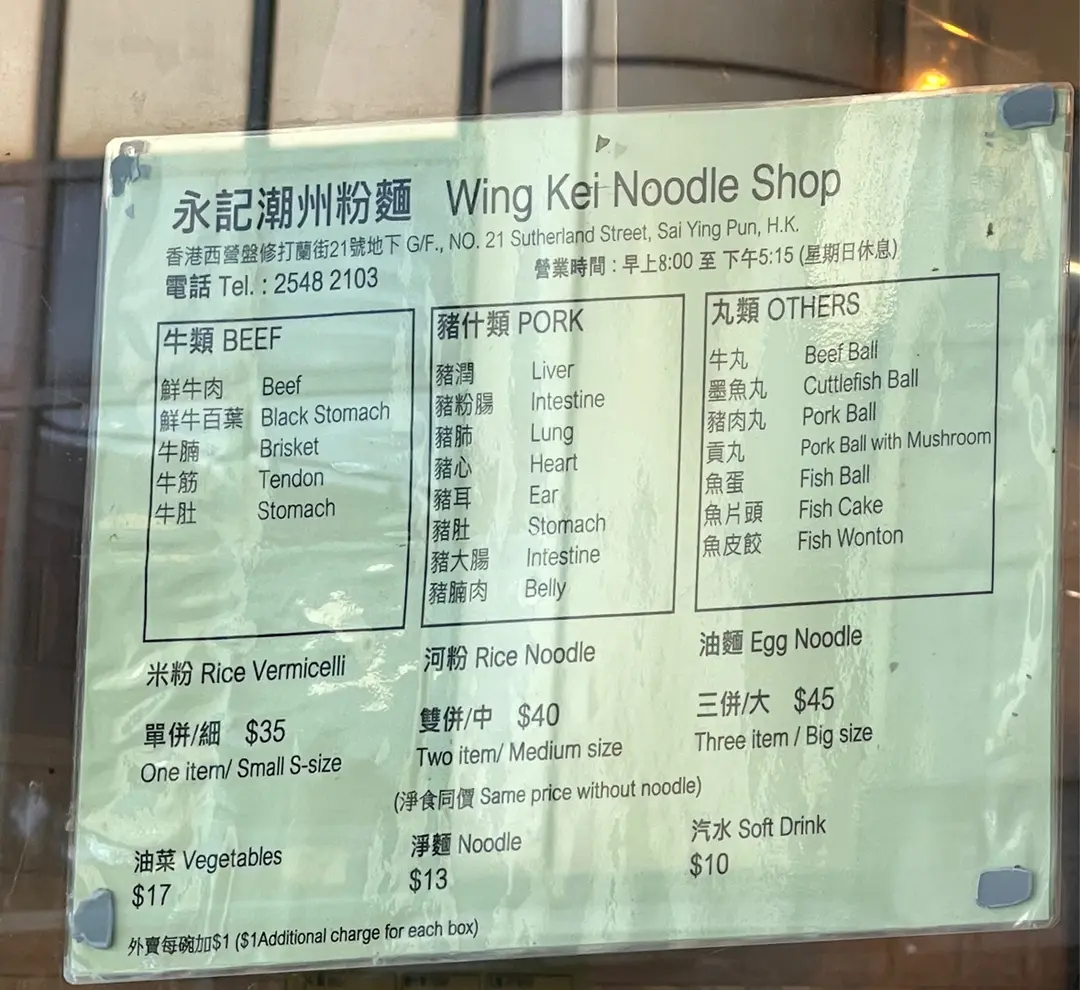 永記潮州粉麵 Wing Kei Noodle Shop
香港西營盤修打蘭街21號地下 G/F., NO. 21 Sutherland Street, Sai Ying Pun, H.K.
電話 Tel. : 2548 2103
營業時間 : 早上8:00 至 下午5:15 (星期日休息)
牛類 BEEF
鮮牛肉 Beef
鮮牛百葉 Black Stomach
牛腩 Brisket
牛筋 Tendon
牛肚 Stomach
豬什類 PORK
豬潤 Liver
豬粉腸 Intestine
豬肺 Lung
豬心 Heart
豬耳 Ear
豬肚 Stomach
豬大腸 Intestine
豬腩肉 Belly
丸類 OTHERS
牛丸 Beef Ball
墨魚丸 Cuttlefish Ball
豬肉丸 Pork Ball
貢丸 Pork Ball with Mushroom
魚蛋 Fish Ball
魚片頭 Fish Cake
魚皮餃 Fish Wonton
米粉 Rice Vermicelli
河粉 Rice Noodle
油麵 Egg Noodle
單併/細 $35
One item/ Small S-size
雙併/中 $40
Two item/ Medium size
三併/大 $45
Three item / Big size
(淨食同價 Same price without noodle)
油菜 Vegetables
$17
淨麵 Noodle
$13
汽水 Soft Drink
$10
外賣每碗加$1 ($1Additional charge for each box)